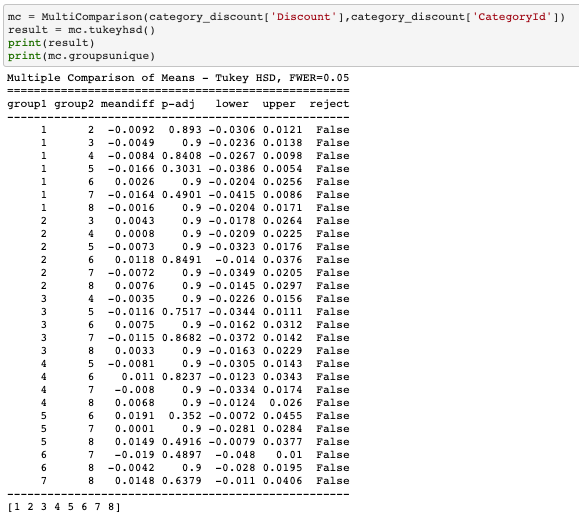 mc = MultiComparison(category_discount['Discount'],category_discount['CategoryId'])
result = mc.tukeyhsd()
print(result)
print(mc.groupsunique)
Multiple Comparison of Means - Tukey HSD, FWER=0.05
===================================================
group1 group2 meandiff p-adj   lower  upper  reject
---------------------------------------------------
     1      2  -0.0092  0.893 -0.0306 0.0121  False
     1      3  -0.0049    0.9 -0.0236 0.0138  False
     1      4  -0.0084 0.8408 -0.0267 0.0098  False
     1      5  -0.0166 0.3031 -0.0386 0.0054  False
     1      6   0.0026    0.9 -0.0204 0.0256  False
     1      7  -0.0164 0.4901 -0.0415 0.0086  False
     1      8  -0.0016    0.9 -0.0204 0.0171  False
     2      3   0.0043    0.9 -0.0178 0.0264  False
     2      4   0.0008    0.9 -0.0209 0.0225  False
     2      5  -0.0073    0.9 -0.0323 0.0176  False
     2      6   0.0118 0.8491  -0.014 0.0376  False
     2      7  -0.0072    0.9 -0.0349 0.0205  False
     2      8   0.0076    0.9 -0.0145 0.0297  False
     3      4  -0.0035    0.9 -0.0226 0.0156  False
     3      5  -0.0116 0.7517 -0.0344 0.0111  False
     3      6   0.0075    0.9 -0.0162 0.0312  False
     3      7  -0.0115 0.8682 -0.0372 0.0142  False
     3      8   0.0033    0.9 -0.0163 0.0229  False
     4      5  -0.0081    0.9 -0.0305 0.0143  False
     4      6    0.011 0.8237 -0.0123 0.0343  False
     4      7   -0.008    0.9 -0.0334 0.0174  False
     4      8   0.0068    0.9 -0.0124  0.026  False
     5      6   0.0191  0.352 -0.0072 0.0455  False
     5      7   0.0001    0.9 -0.0281 0.0284  False
     5      8   0.0149 0.4916 -0.0079 0.0377  False
     6      7   -0.019 0.4897  -0.048   0.01  False
     6      8  -0.0042    0.9  -0.028 0.0195  False
     7      8   0.0148 0.6379  -0.011 0.0406  False
---------------------------------------------------
[1 2 3 4 5 6 7 8]